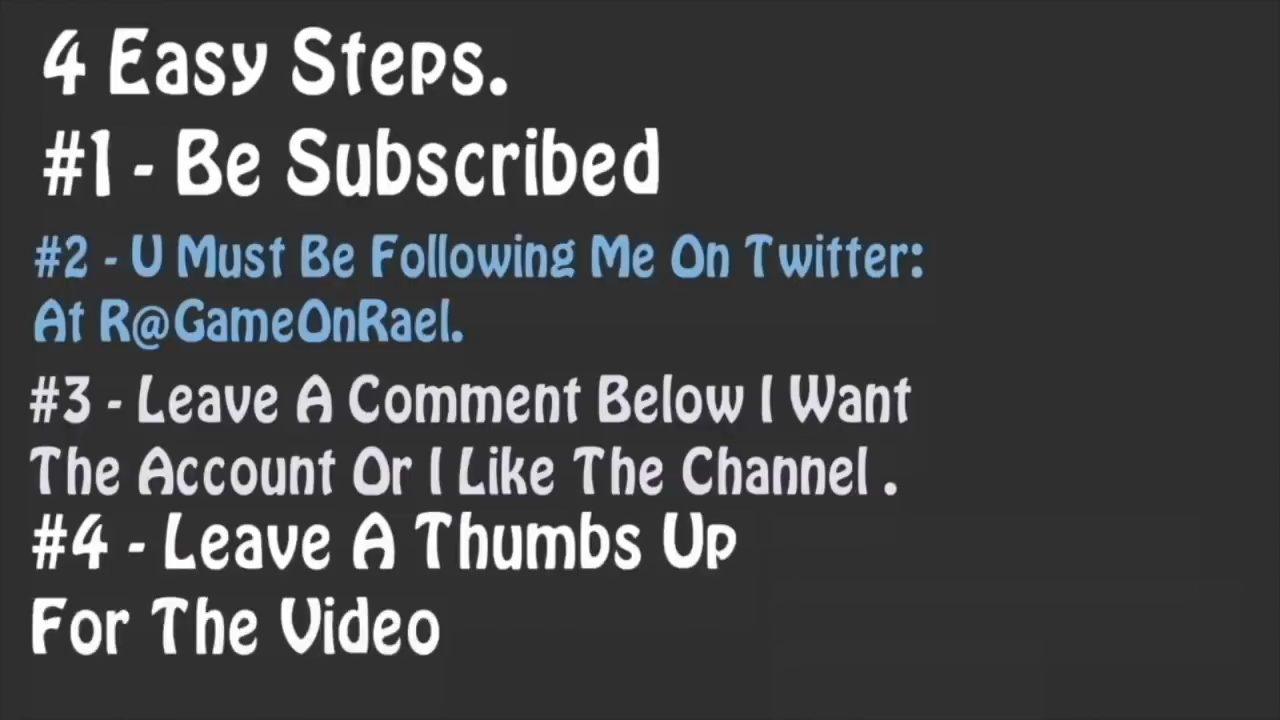 4 Easy Steps.
#1 - Be Subscribed
#2 - U Must Be Following Me On Twitter:
At R@GameOnRael.
#3 - Leave A Comment Below I Want
The Account Or I Like The Channel .
#4 - Leave A Thumbs Up
For The Video